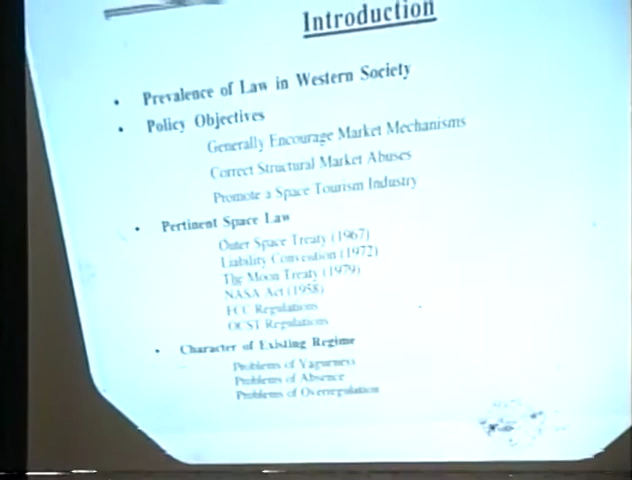 Introduction
• Prevalence of Law in Western Society
• Policy Objectives
Generally Encourage Market Mechanisms
Correct Structural Market Abuses
Promote a Space Tourism Industry
• Pertinent Space Law
Outer Space Treaty (1967)
Liability Convention (1972)
The Moon Treaty (1979)
NASA Act (1958)
FCC Regulations
OCST Regulations
• Character of Existing Regime
Problems of Vagueness
Problems of Absence
Problems of Overregulation